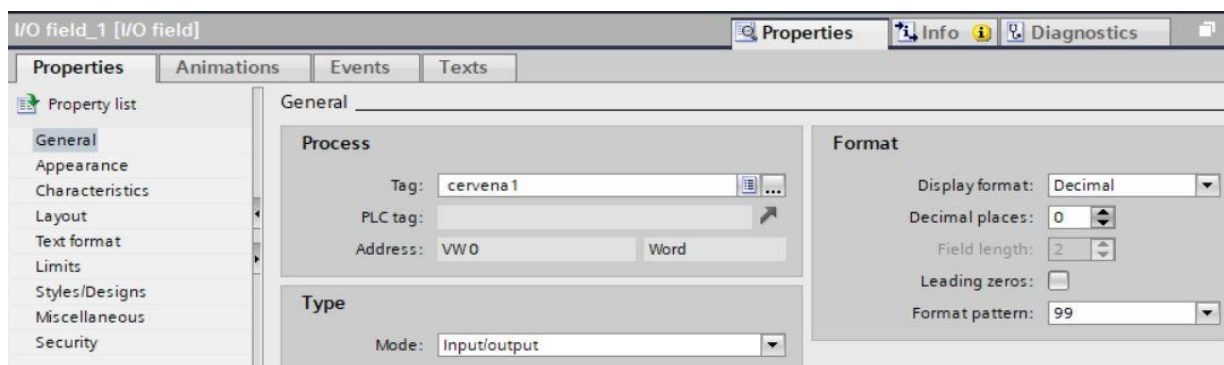 I/O field_1 [I/O field]
Properties Info Diagnostics
Properties Animations Events Texts
Property list
General
Appearance
Characteristics
Layout
Text format
Limits
Styles/Designs
Miscellaneous
Security
General
Process
Tag: cervena1 ...
PLC tag:
Address: VW 0 Word
Type
Mode: Input/output
Format
Display format: Decimal
Decimal places: 0
Field length: 2
Leading zeros:
Format pattern: 99